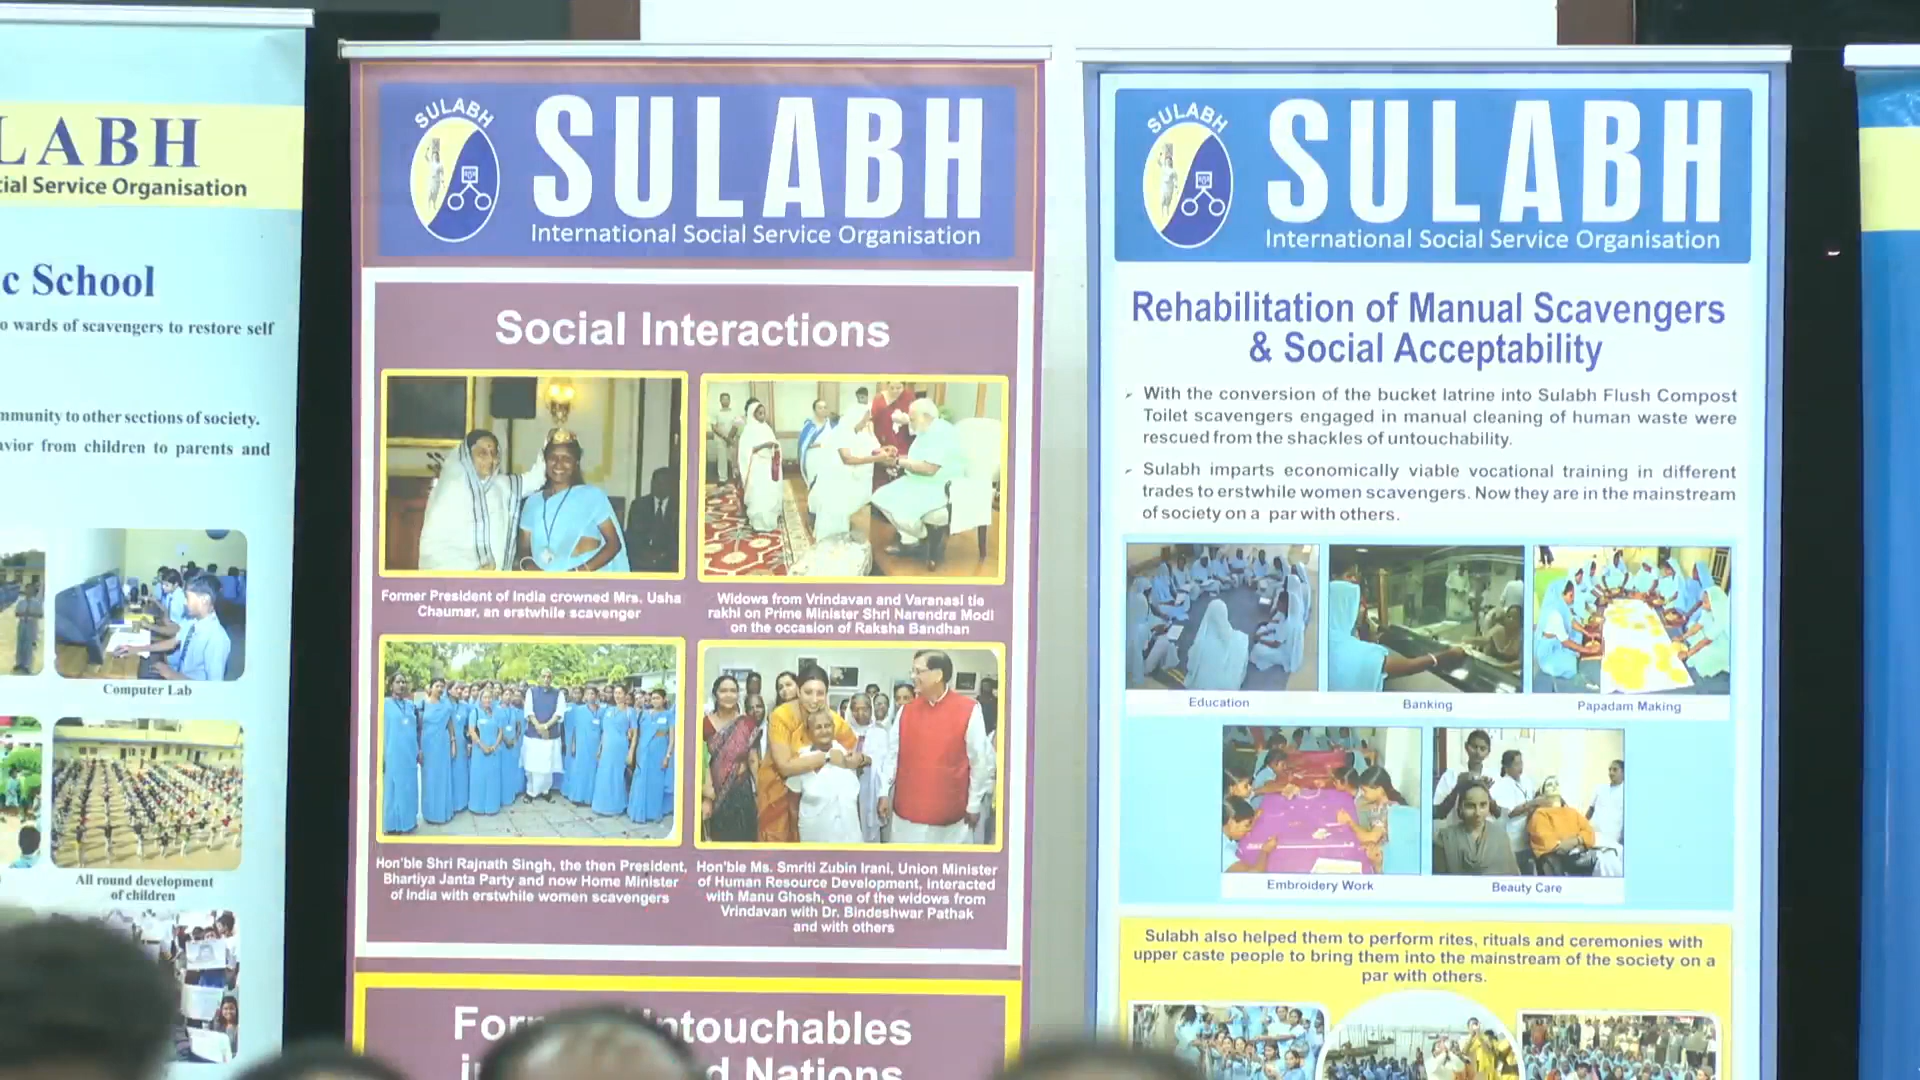 LABH
cial Service Organisation
c School
o wards of scavengers to restore self
mmunity to other sections of society.
avior from children to parents and
Computer Lab
All round development
of children
SULABH
SULABH
International Social Service Organisation
Social Interactions
Former President of India crowned Mrs. Usha
Chaumar, an erstwhile scavenger
Widows from Vrindavan and Varanasi tie
rakhi on Prime Minister Shri Narendra Modi
on the occasion of Raksha Bandhan
Hon'ble Shri Rajnath Singh, the then President,
Bhartiya Janta Party and now Home Minister
of India with erstwhile women scavengers
Hon'ble Ms. Smriti Zubin Irani, Union Minister
of Human Resource Development, interacted
with Manu Ghosh, one of the widows from
Vrindavan with Dr. Bindeshwar Pathak
and with others
For ntouchables
d Nations
SULABH
SULABH
International Social Service Organisation
Rehabilitation of Manual Scavengers
& Social Acceptability
With the conversion of the bucket latrine into Sulabh Flush Compost
Toilet scavengers engaged in manual cleaning of human waste were
rescued from the shackles of untouchability.
Sulabh imparts economically viable vocational training in different
trades to erstwhile women scavengers. Now they are in the mainstream
of society on a par with others.
Education
Banking
Papadam Making
Embroidery Work
Beauty Care
Sulabh also helped them to perform rites, rituals and ceremonies with
upper caste people to bring them into the mainstream of the society on a
par with others.